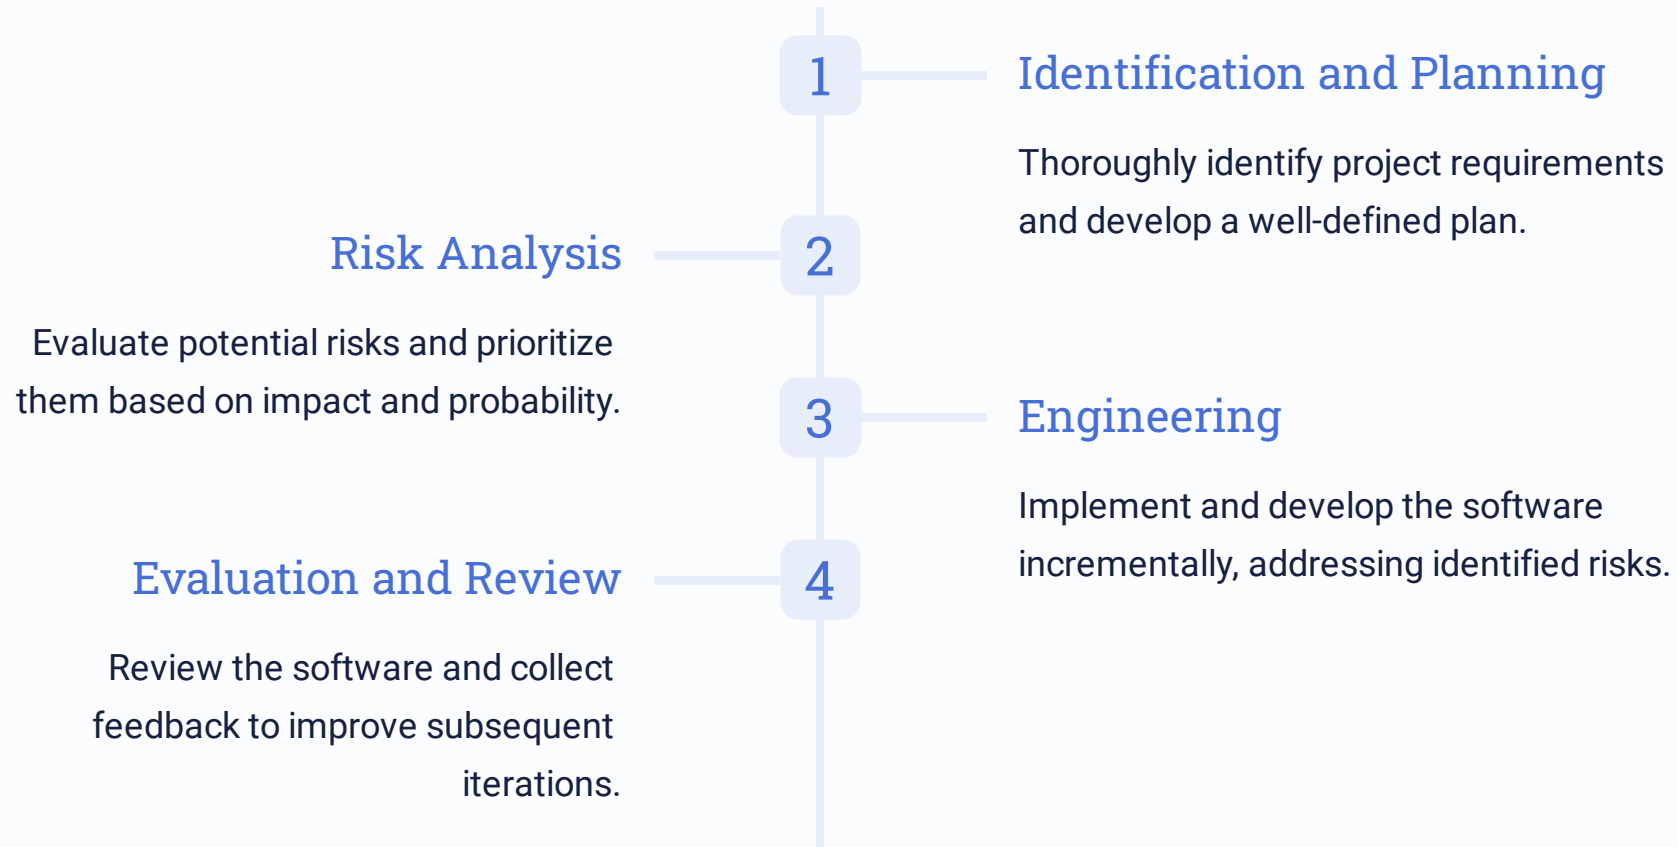 1
Identification and Planning
Thoroughly identify project requirements
and develop a well-defined plan.
2
Risk Analysis
Evaluate potential risks and prioritize
them based on impact and probability.
3
Engineering
Implement and develop the software
incrementally, addressing identified risks.
4
Evaluation and Review
Review the software and collect
feedback to improve subsequent
iterations.